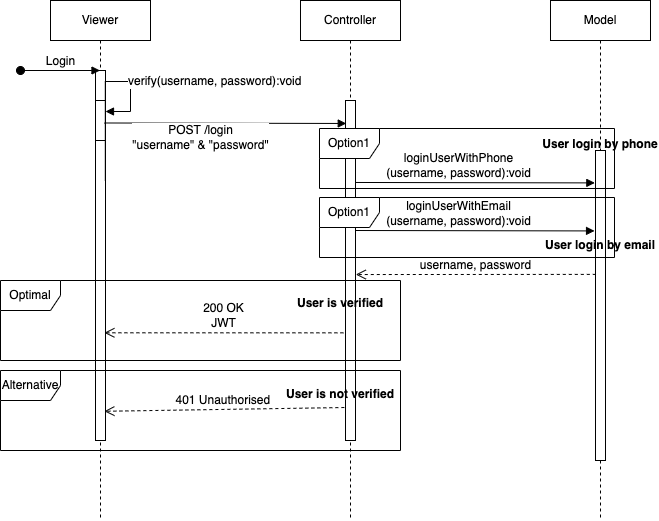 Viewer
Controller
Model
Login
verify(username, password):void
POST /login
"username" & "password"
Option1
User login by phone
loginUserWithPhone
(username, password):void
Option1
loginUserWithEmail
(username, password):void
User login by email
username, password
Optimal
User is verified
200 OK
JWT
Alternative
User is not verified
401 Unauthorised